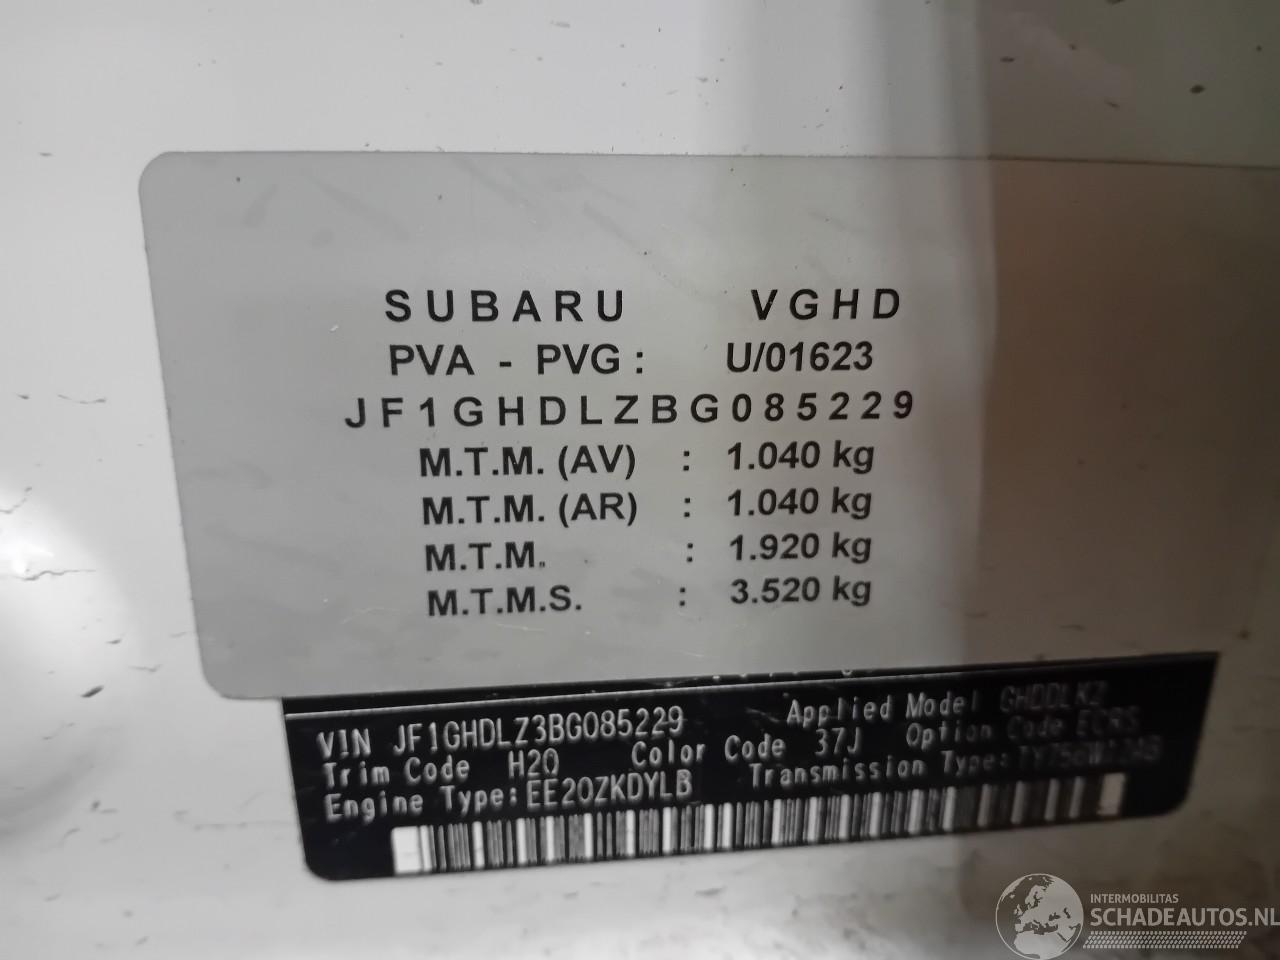 SUBARU VGHD
PVA - PVG : U/01623
JF1GHDLZBG085229
M.T.M. (AV) : 1.040 kg
M.T.M. (AR) : 1.040 kg
M.T.M. : 1.920 kg
M.T.M.S. : 3.520 kg
VIN JF1GHDLZ3BG085229 Applied Model GHDDLKZ
Trim Code H20 Color Code 37J Option Code ECRS
Engine Type: EE20ZKDYLB Transmission Type:
INTERMOBILITAS
SCHADEAUTOS.NL